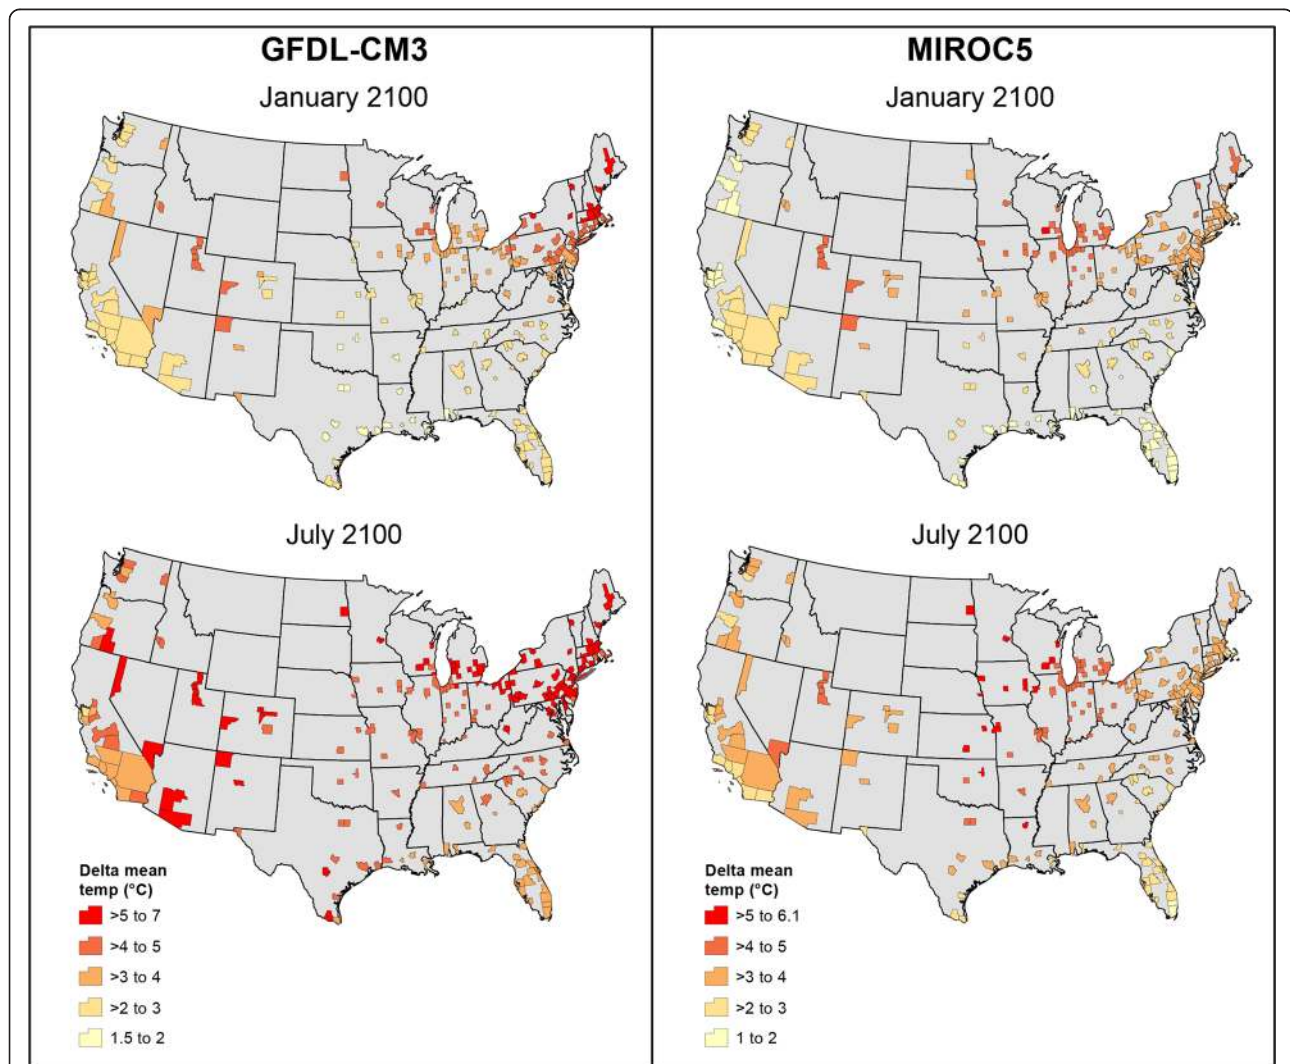 GFDL-CM3
January 2100
July 2100
Delta mean
temp (°C)
>5 to 7
>4 to 5
>3 to 4
>2 to 3
1.5 to 2
MIROC5
January 2100
July 2100
Delta mean
temp (°C)
>5 to 6.1
>4 to 5
>3 to 4
>2 to 3
1 to 2